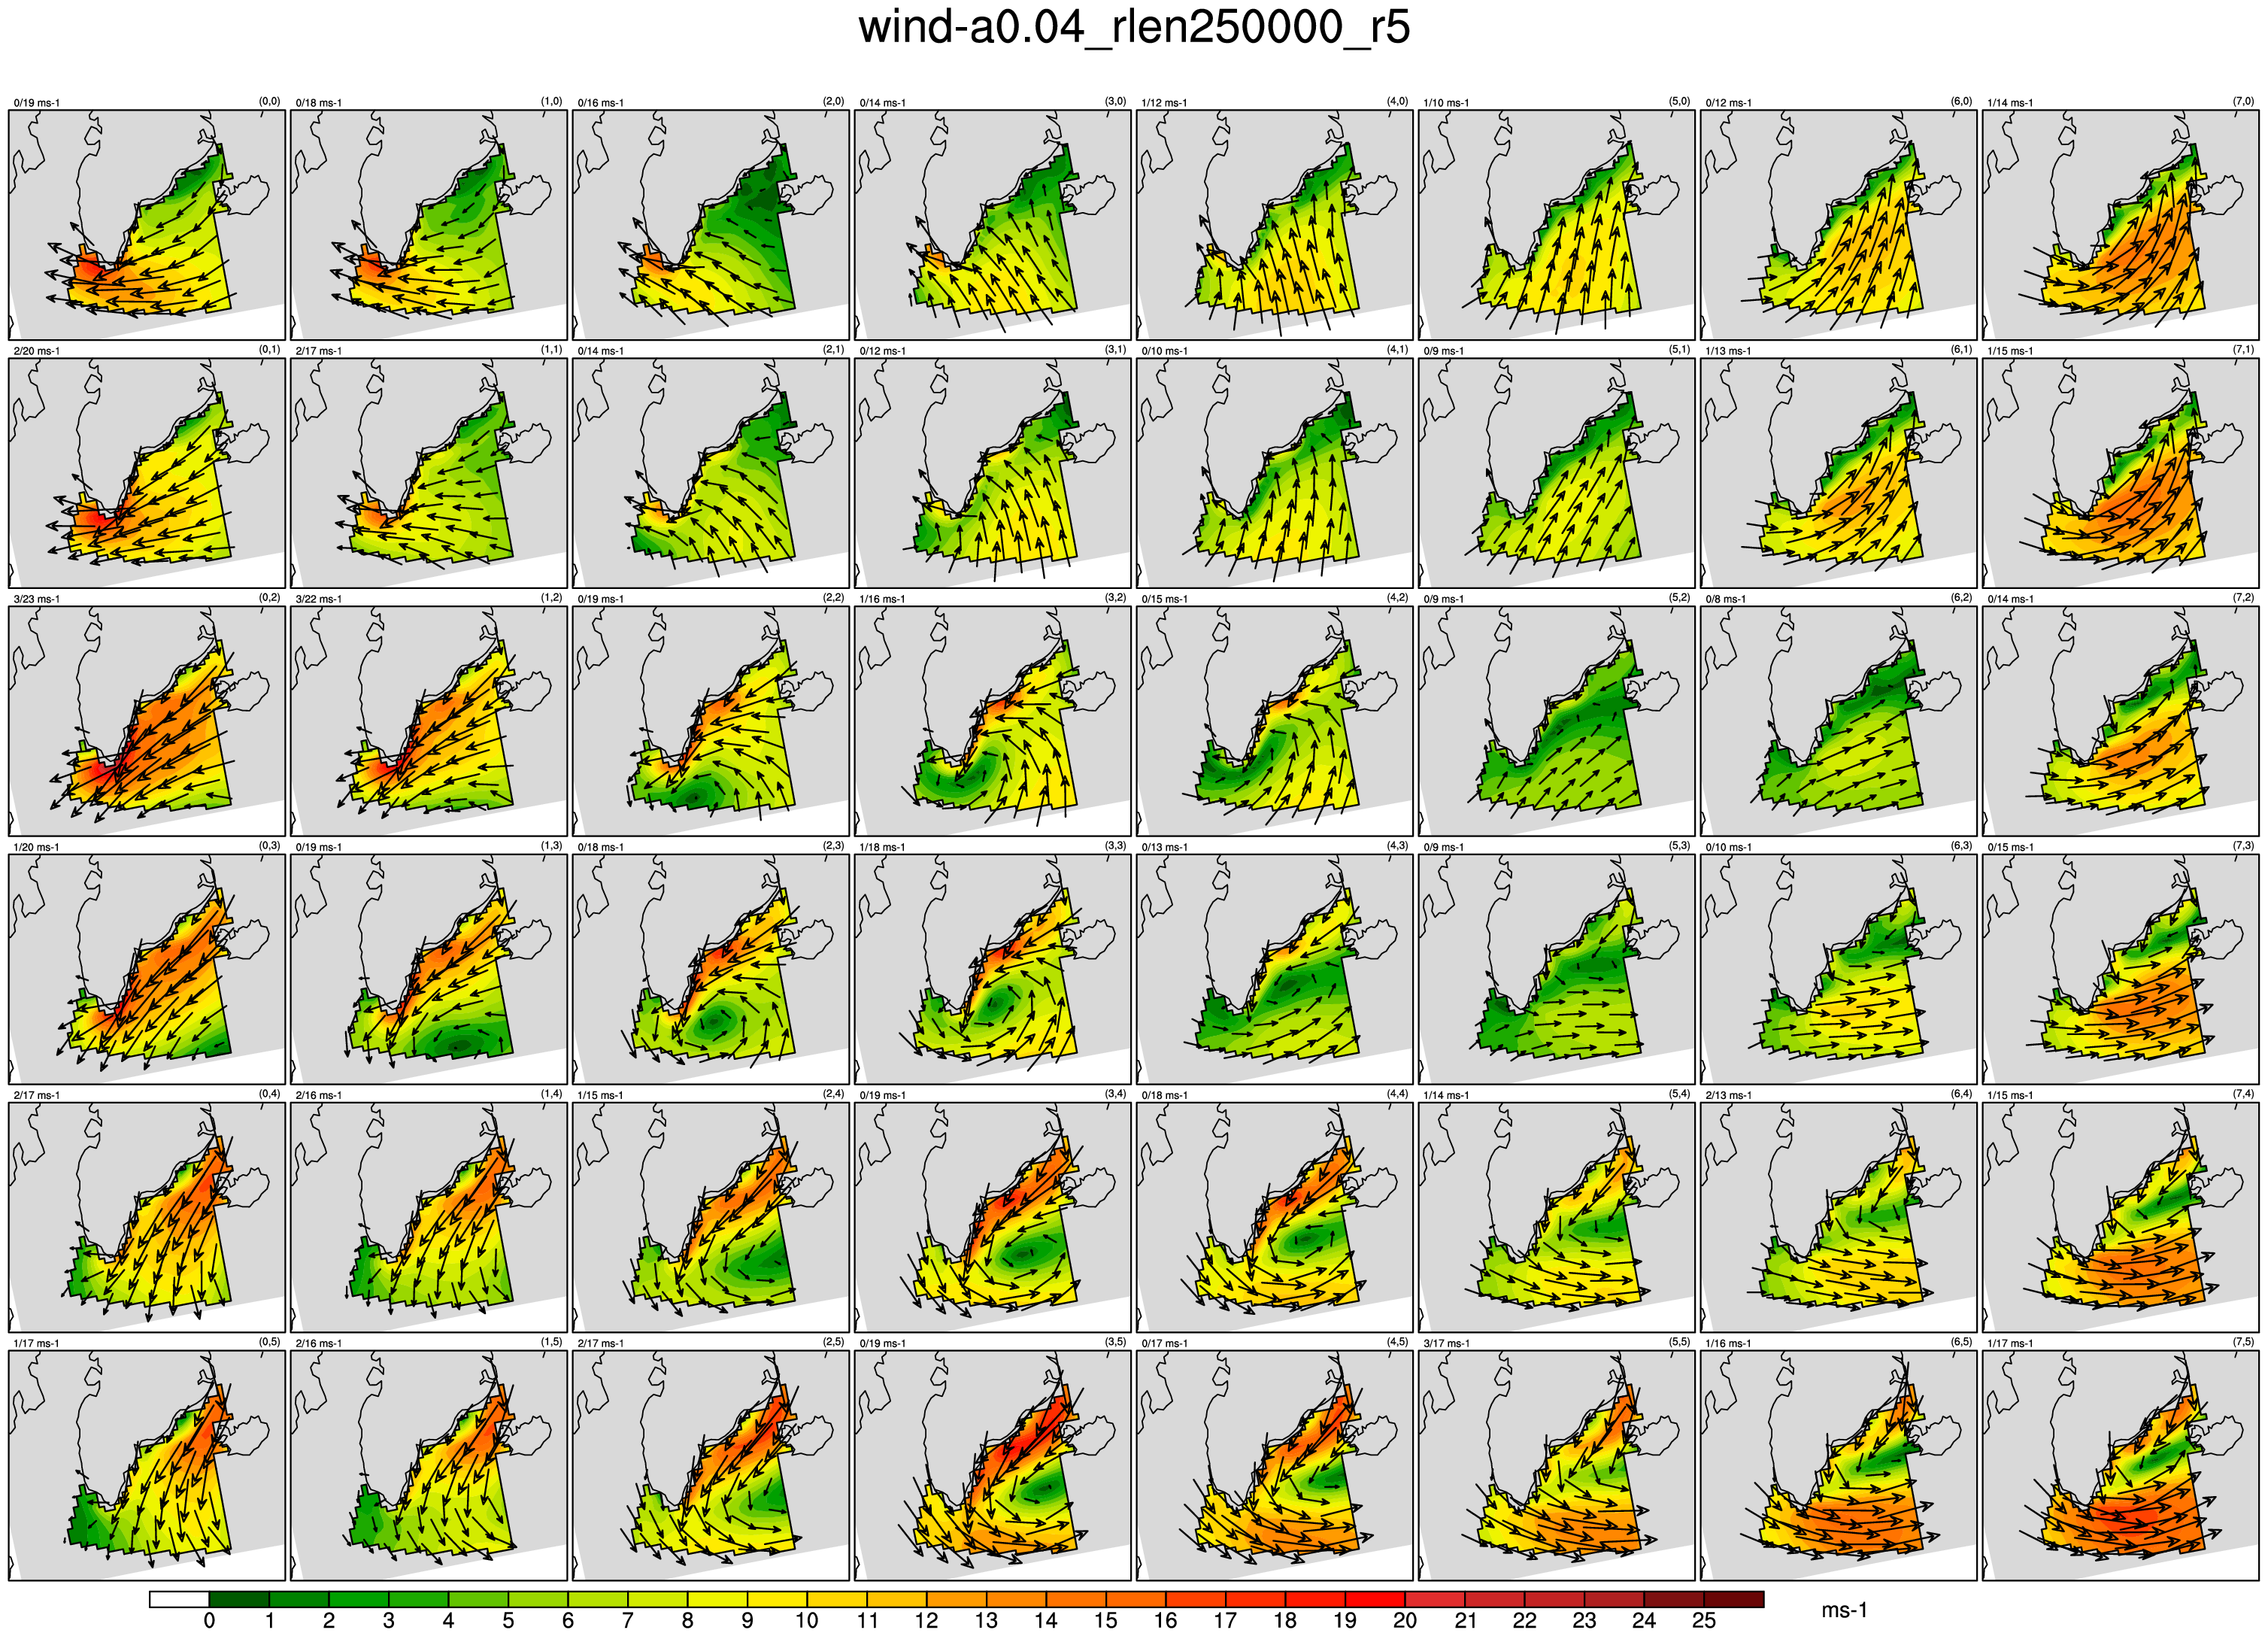 wind-a0.04_rlen250000_r5
0/19 ms-1 (0,0) 0/18 ms-1 (1,0) 0/16 ms-1 (2,0) 0/14 ms-1 (3,0) 1/12 ms-1 (4,0) 1/10 ms-1 (5,0) 0/12 ms-1 (6,0) 1/14 ms-1 (7,0)
2/20 ms-1 (0,1) 2/17 ms-1 (1,1) 0/14 ms-1 (2,1) 0/12 ms-1 (3,1) 0/10 ms-1 (4,1) 0/9 ms-1 (5,1) 1/13 ms-1 (6,1) 1/15 ms-1 (7,1)
3/23 ms-1 (0,2) 3/22 ms-1 (1,2) 0/19 ms-1 (2,2) 1/16 ms-1 (3,2) 0/15 ms-1 (4,2) 0/9 ms-1 (5,2) 0/8 ms-1 (6,2) 0/14 ms-1 (7,2)
1/20 ms-1 (0,3) 0/19 ms-1 (1,3) 0/18 ms-1 (2,3) 1/18 ms-1 (3,3) 0/13 ms-1 (4,3) 0/9 ms-1 (5,3) 0/10 ms-1 (6,3) 0/15 ms-1 (7,3)
2/17 ms-1 (0,4) 2/16 ms-1 (1,4) 1/15 ms-1 (2,4) 0/19 ms-1 (3,4) 0/18 ms-1 (4,4) 1/14 ms-1 (5,4) 2/13 ms-1 (6,4) 1/15 ms-1 (7,4)
1/17 ms-1 (0,5) 2/16 ms-1 (1,5) 2/17 ms-1 (2,5) 0/19 ms-1 (3,5) 0/17 ms-1 (4,5) 3/17 ms-1 (5,5) 1/16 ms-1 (6,5) 1/17 ms-1 (7,5)
0 1 2 3 4 5 6 7 8 9 10 11 12 13 14 15 16 17 18 19 20 21 22 23 24 25 ms-1